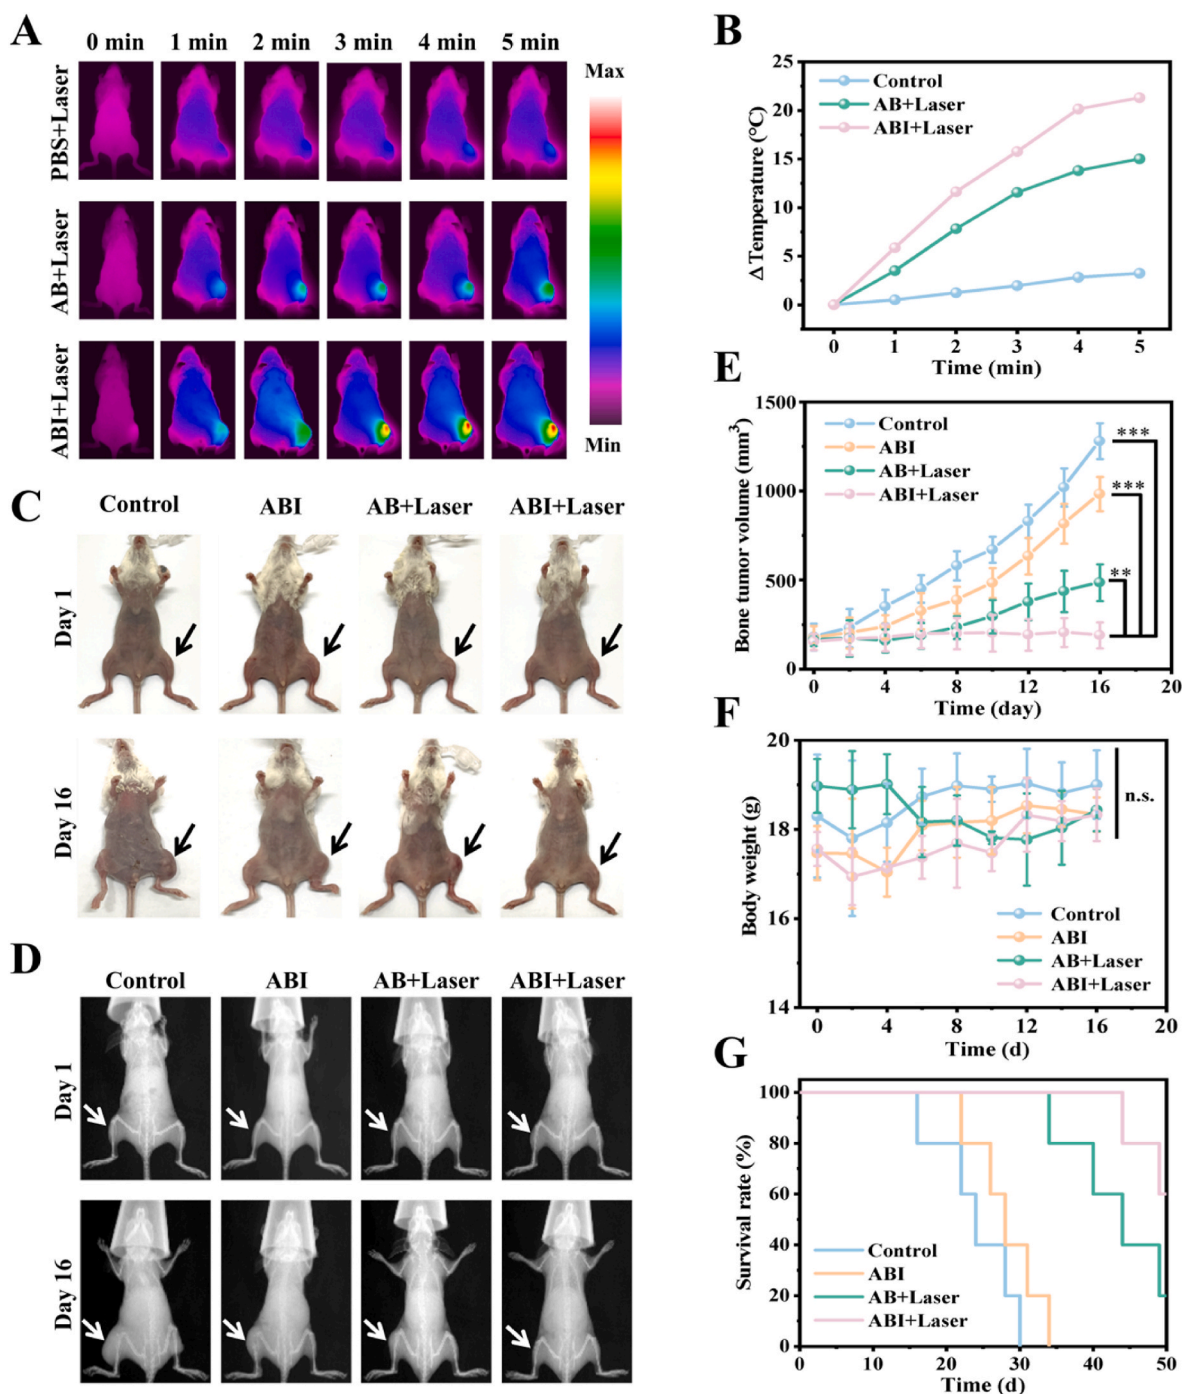 A
0 min 1 min 2 min 3 min 4 min 5 min
PBS+Laser
AB+Laser
ABI+Laser
Max
Min
B
Control
AB+Laser
ABI+Laser
ΔTemperature (°C)
25
20
15
10
5
0
0 1 2 3 4 5
Time (min)
C
Control ABI AB+Laser ABI+Laser
Day 1
Day 16
E
Control
ABI
AB+Laser
ABI+Laser
Bone tumor volume (mm³)
1500
1000
500
0
***
***
**
0 4 8 12 16 20
Time (day)
D
Control ABI AB+Laser ABI+Laser
Day 1
Day 16
F
Body weight (g)
20
18
16
14
n.s.
Control
ABI
AB+Laser
ABI+Laser
0 4 8 12 16 20
Time (d)
G
Survival rate (%)
100
80
60
40
20
0
Control
ABI
AB+Laser
ABI+Laser
0 10 20 30 40 50
Time (d)